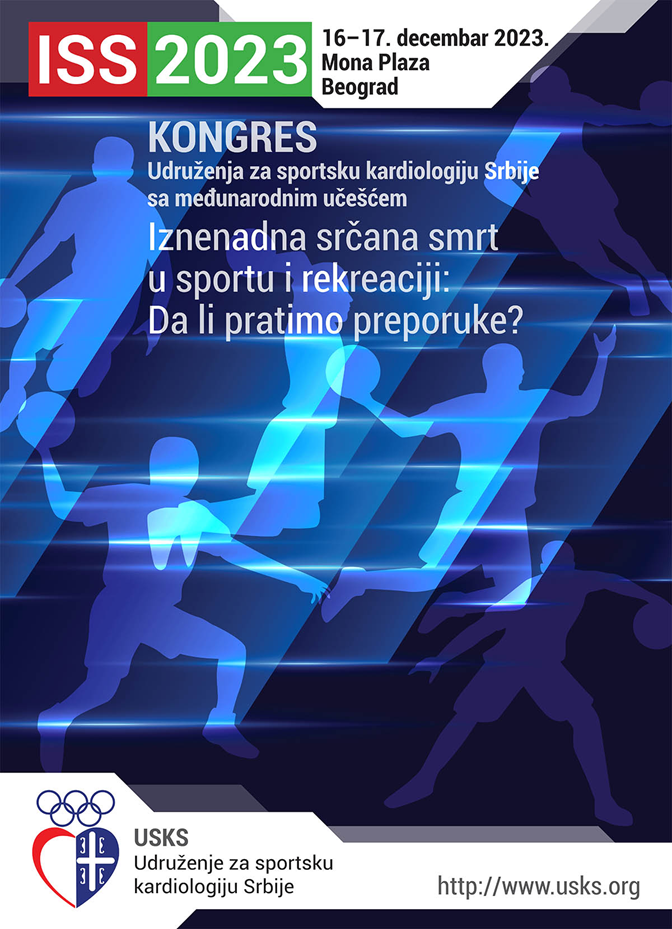 ISS 2023
16–17. decembar 2023.
Mona Plaza
Beograd
KONGRES
Udruženja za sportsku kardiologiju Srbije
sa međunarodnim učešćem
Iznenadna srčana smrt
u sportu i rekreaciji:
Da li pratimo preporuke?
USKS
Udruženje za sportsku
kardiologiju Srbije
http://www.usks.org